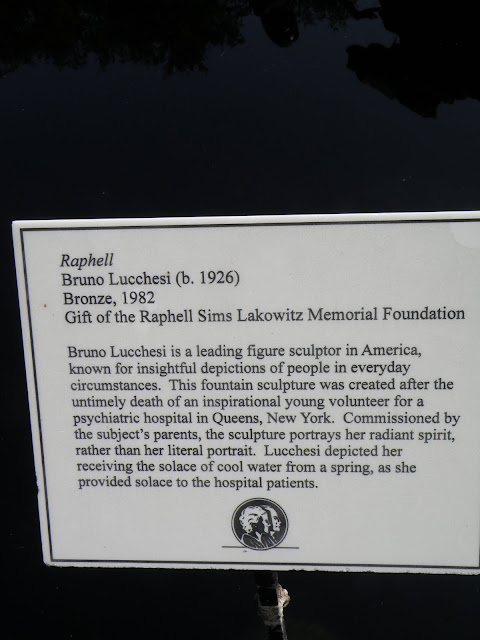 Raphell
Bruno Lucchesi (b. 1926)
Bronze, 1982
Gift of the Raphell Sims Lakowitz Memorial Foundation
Bruno Lucchesi is a leading figure sculptor in America,
known for insightful depictions of people in everyday
circumstances. This fountain sculpture was created after the
untimely death of an inspirational young volunteer for a
psychiatric hospital in Queens, New York. Commissioned by
the subject's parents, the sculpture portrays her radiant spirit,
rather than her literal portrait. Lucchesi depicted her
receiving the solace of cool water from a spring, as she
provided solace to the hospital patients.